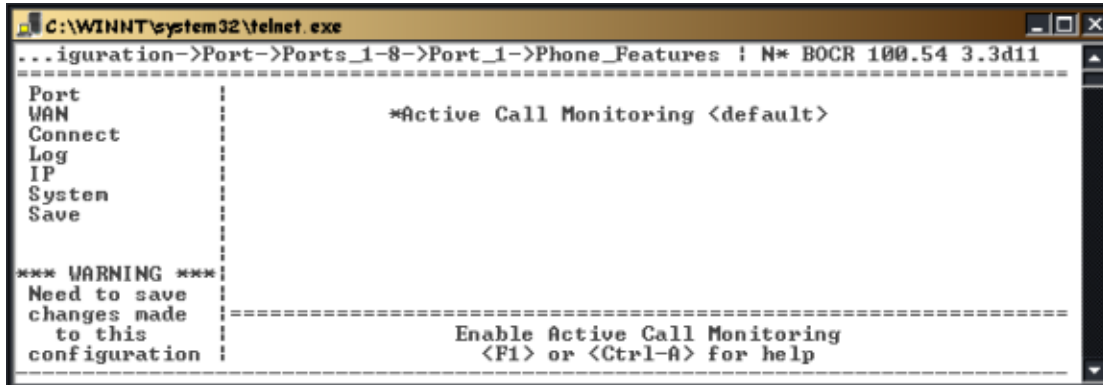 C:\WINNT\system32\telnet.exe
...iguration->Port->Ports_1-8->Port_1->Phone_Features ¦ N* BOCR 100.54 3.3d11
Port
WAN
Connect
Log
IP
System
Save
*** WARNING ***
Need to save
changes made
to this
configuration
*Active Call Monitoring <default>
Enable Active Call Monitoring
<F1> or <Ctrl-A> for help